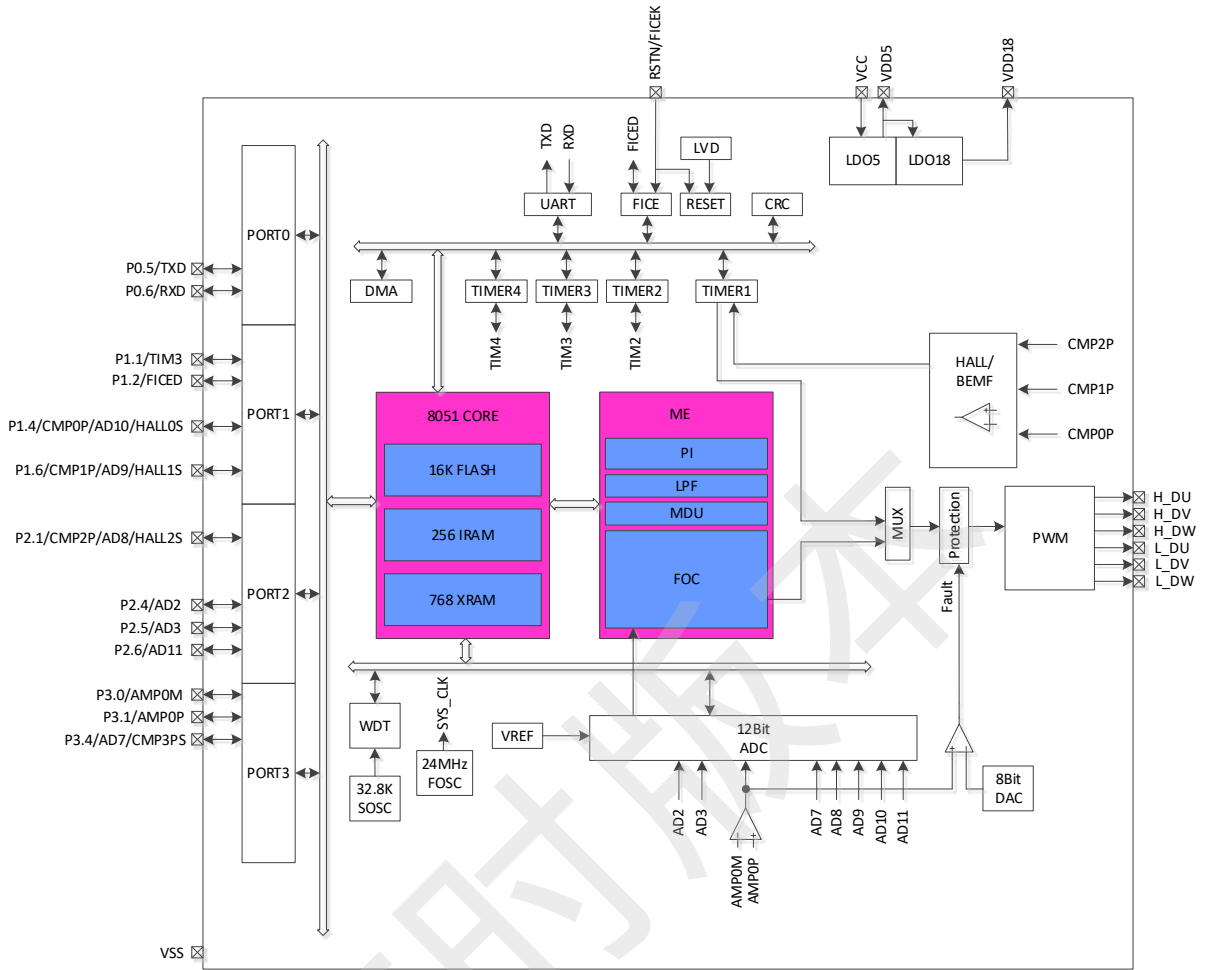 RSTN/FICEK
VCC
VDD5
VDD18
LDO5
LDO18
TXD
RXD
FICED
LVD
UART
FICE
RESET
CRC
PORT0
P0.5/TXD
P0.6/RXD
DMA
TIMER4
TIMER3
TIMER2
TIMER1
TIM4
TIM3
TIM2
P1.1/TIM3
P1.2/FICED
P1.4/CMP0P/AD10/HALL0S
P1.6/CMP1P/AD9/HALL1S
PORT1
HALL/
BEMF
CMP2P
CMP1P
CMP0P
8051 CORE
16K FLASH
256 IRAM
768 XRAM
ME
PI
LPF
MDU
FOC
MUX
Protection
Fault
PWM
H_DU
H_DV
H_DW
L_DU
L_DV
L_DW
P2.1/CMP2P/AD8/HALL2S
P2.4/AD2
P2.5/AD3
P2.6/AD11
PORT2
P3.0/AMP0M
P3.1/AMP0P
P3.4/AD7/CMP3PS
PORT3
WDT
32.8K
SOSC
SYS_CLK
24MHz
FOSC
VREF
12Bit
ADC
8Bit
DAC
AD2
AD3
AMP0M
AMP0P
AD7
AD8
AD9
AD10
AD11
VSS
时版本